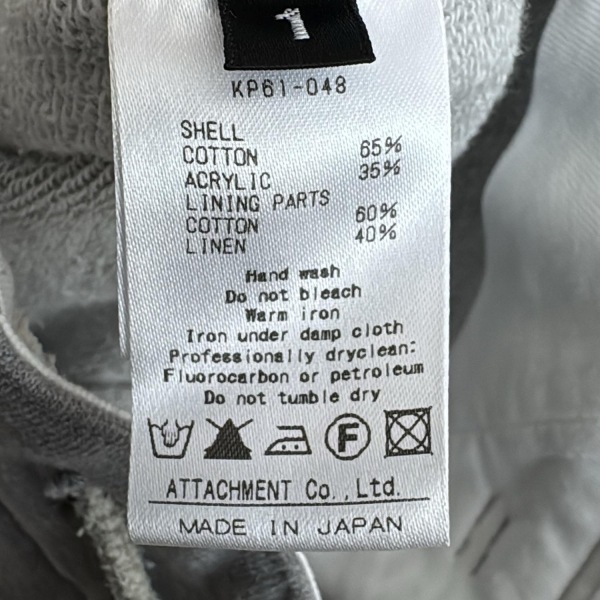 1
KP61-048
SHELL
COTTON 65%
ACRYLIC 35%
LINING PARTS
COTTON 60%
LINEN 40%
Hand wash
Do not bleach
Warm iron
Iron under damp cloth
Professionally dryclean:
Fluorocarbon or petroleum
Do not tumble dry
F
ATTACHMENT Co.,Ltd.
MADE IN JAPAN